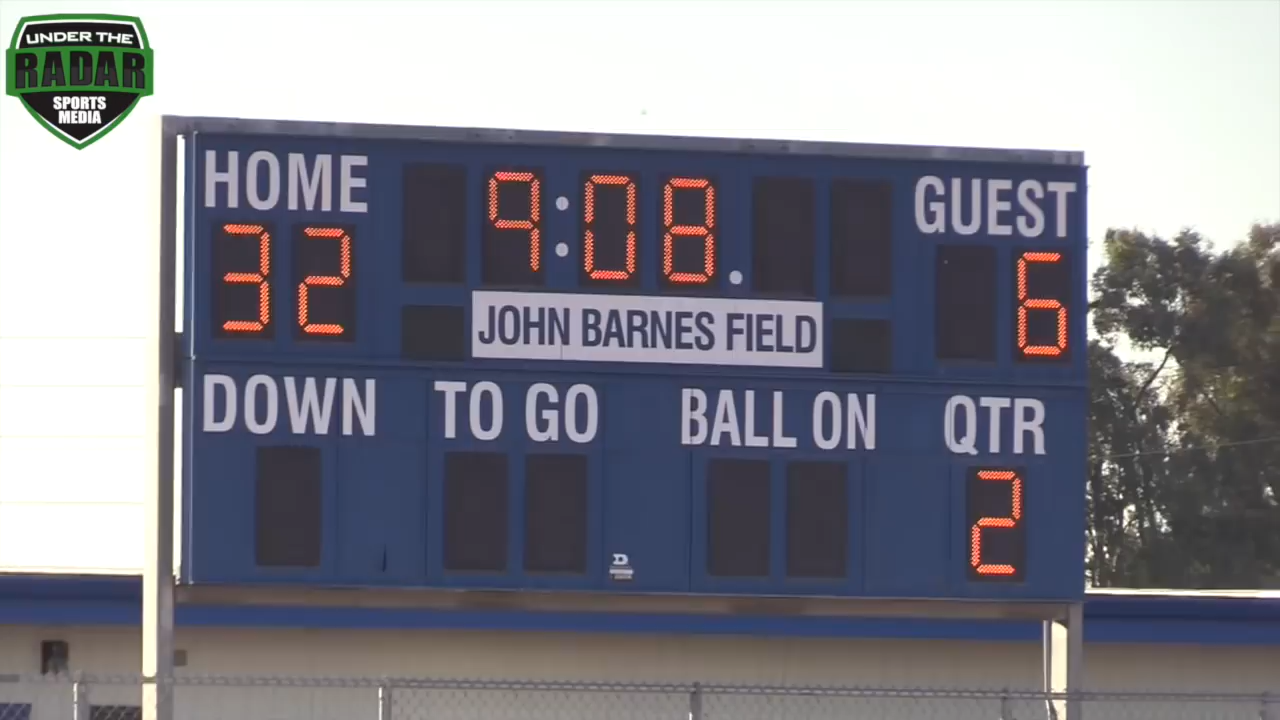 UNDER THE
RADAR
SPORTS
MEDIA
HOME 9:08. GUEST
32 6
JOHN BARNES FIELD
DOWN TO GO BALL ON QTR
2